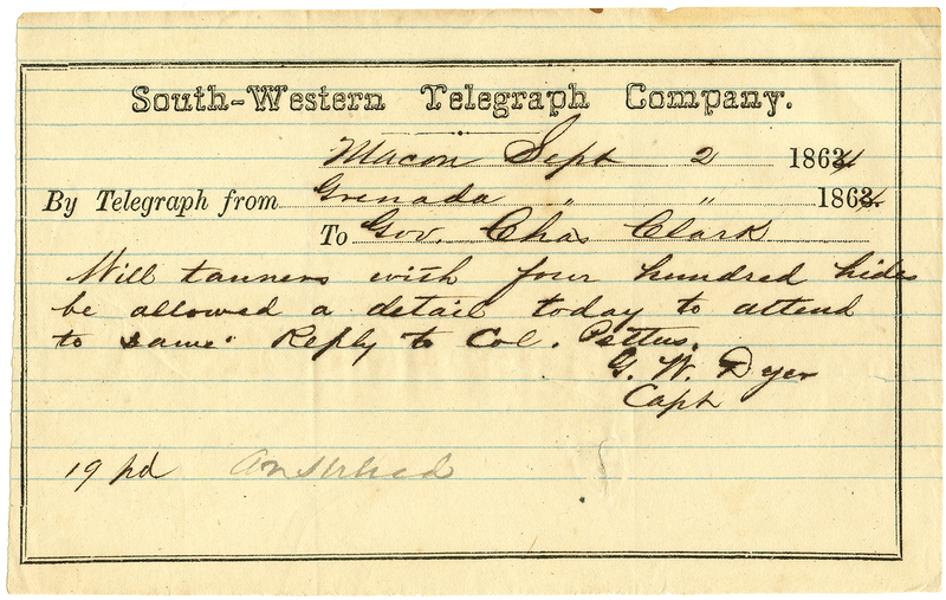 South-Western Telegraph Company.
Macon Sept 2 1864
By Telegraph from Grenada " " 1864.
To Gov. Chas Clark
Will tanners with four hundred hides
be allowed a detail today to attend
to same. Reply to Col. Pettus.
G. W. Dyer
Capt
19 pd Answered